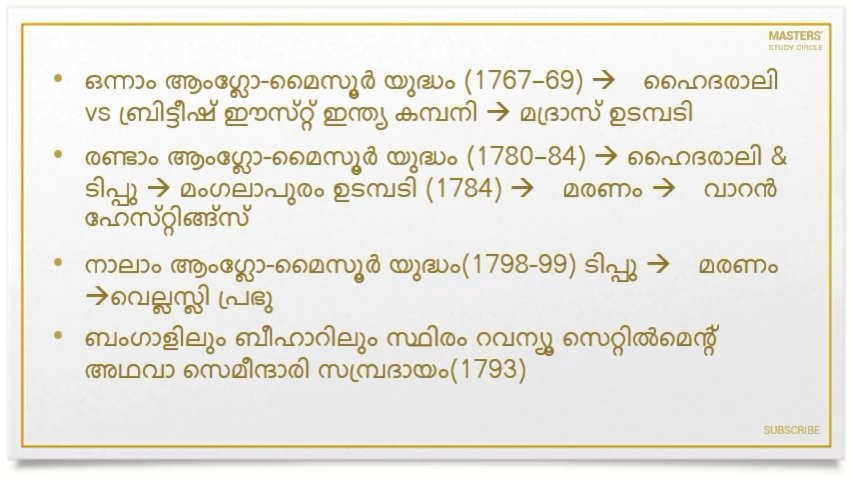 MASTERS'
STUDY CIRCLE
• ഒന്നാം ആംഗ്ലോ-മൈസൂർ യുദ്ധം (1767–69) → ഹൈദരാലി
vs ബ്രിട്ടീഷ് ഈസ്റ്റ് ഇന്ത്യ കമ്പനി → മദ്രാസ് ഉടമ്പടി
• രണ്ടാം ആംഗ്ലോ-മൈസൂർ യുദ്ധം (1780–84) → ഹൈദരാലി &
ടിപ്പു → മംഗലാപുരം ഉടമ്പടി (1784) → മരണം → വാറൻ
ഹേസ്റ്റിങ്ങ്സ്
• നാലാം ആംഗ്ലോ-മൈസൂർ യുദ്ധം(1798-99) ടിപ്പു → മരണം
→വെല്ലസ്ലി പ്രഭു
• ബംഗാളിലും ബീഹാറിലും സ്ഥിരം റവന്യൂ സെറ്റിൽമെന്റ്
അഥവാ സെമീന്ദാരി സമ്പ്രദായം(1793)
SUBSCRIBE